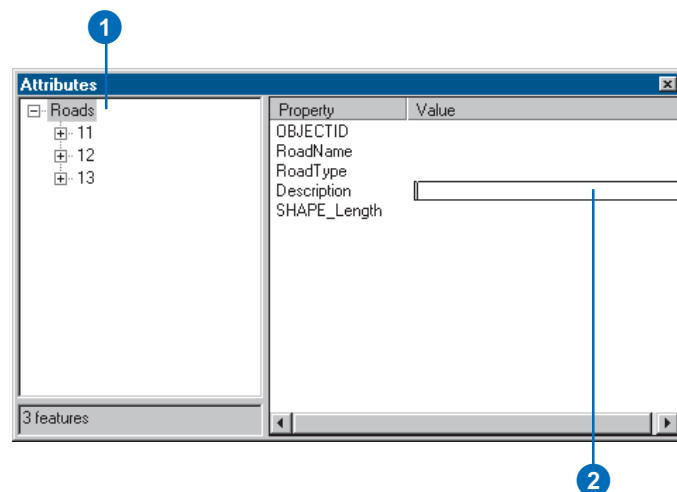 1
Attributes
Roads
11
12
13
3 features
Property Value
OBJECTID
RoadName
RoadType
Description
SHAPE_Length
2